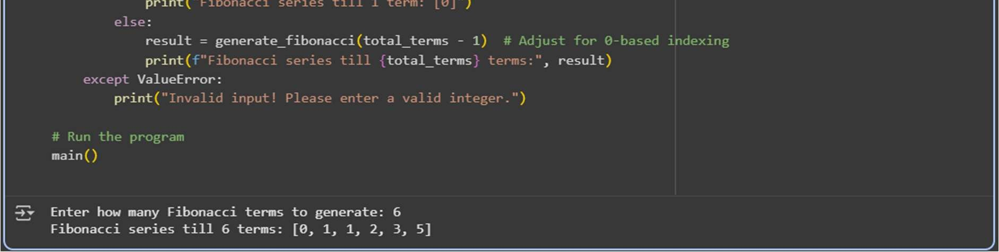 print("Fibonacci series till 1 term: [0]")
else:
result = generate_fibonacci(total_terms - 1)  # Adjust for 0-based indexing
print(f"Fibonacci series till {total_terms} terms:", result)
except ValueError:
print("Invalid input! Please enter a valid integer.")
# Run the program
main()
Enter how many Fibonacci terms to generate: 6
Fibonacci series till 6 terms: [0, 1, 1, 2, 3, 5]